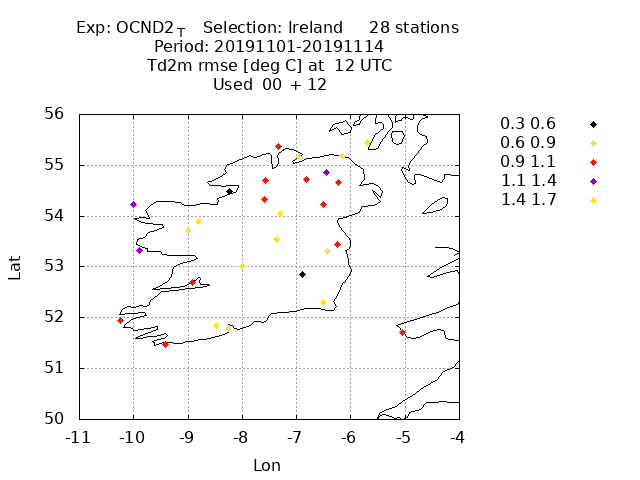 Exp: OCND2T Selection: Ireland 28 stations
Period: 20191101-20191114
Td2m rmse [deg C] at 12 UTC
Used 00 + 12
0.3 0.6
0.6 0.9
0.9 1.1
1.1 1.4
1.4 1.7
56
55
54
53
52
51
50
Lat
-11 -10 -9 -8 -7 -6 -5 -4
Lon